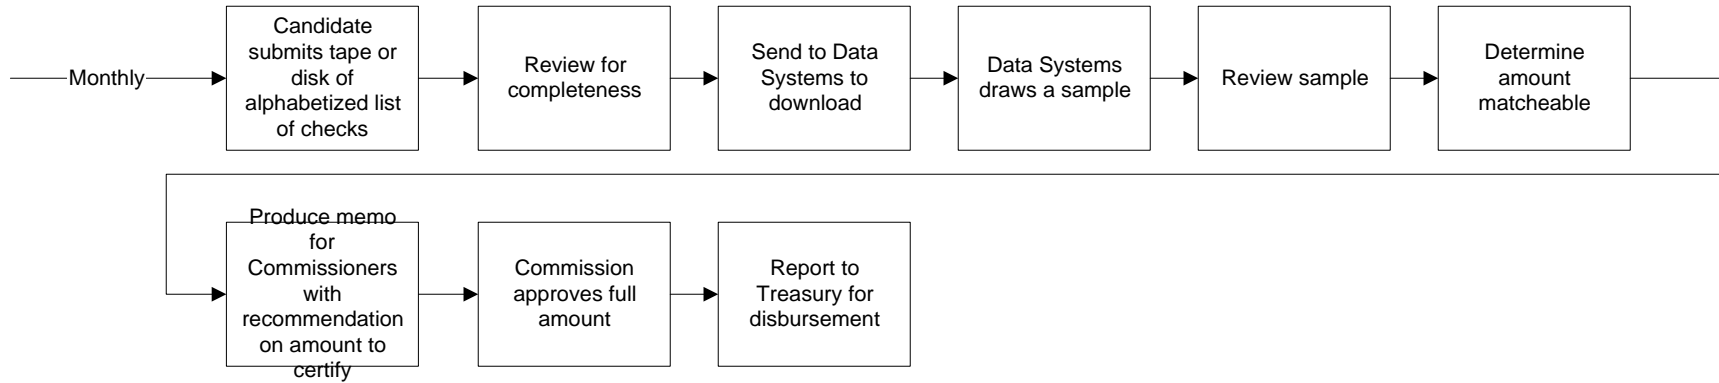 Monthly
Candidate
submits tape or
disk of
alphabetized list
of checks
Review for
completeness
Send to Data
Systems to
download
Data Systems
draws a sample
Review sample
Determine
amount
matcheable
Produce memo
for
Commissioners
with
recommendation
on amount to
certify
Commission
approves full
amount
Report to
Treasury for
disbursement